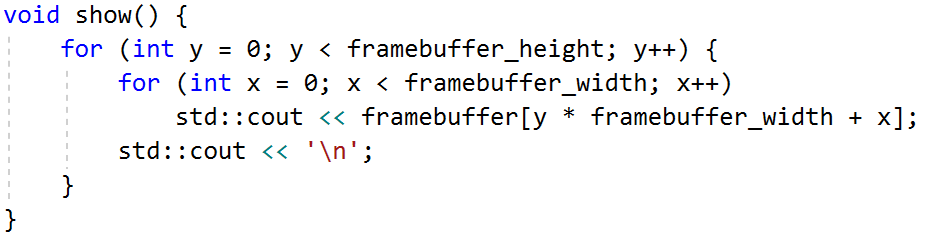 void show() {
    for (int y = 0; y < framebuffer_height; y++) {
        for (int x = 0; x < framebuffer_width; x++)
            std::cout << framebuffer[y * framebuffer_width + x];
        std::cout << '\n';
    }
}